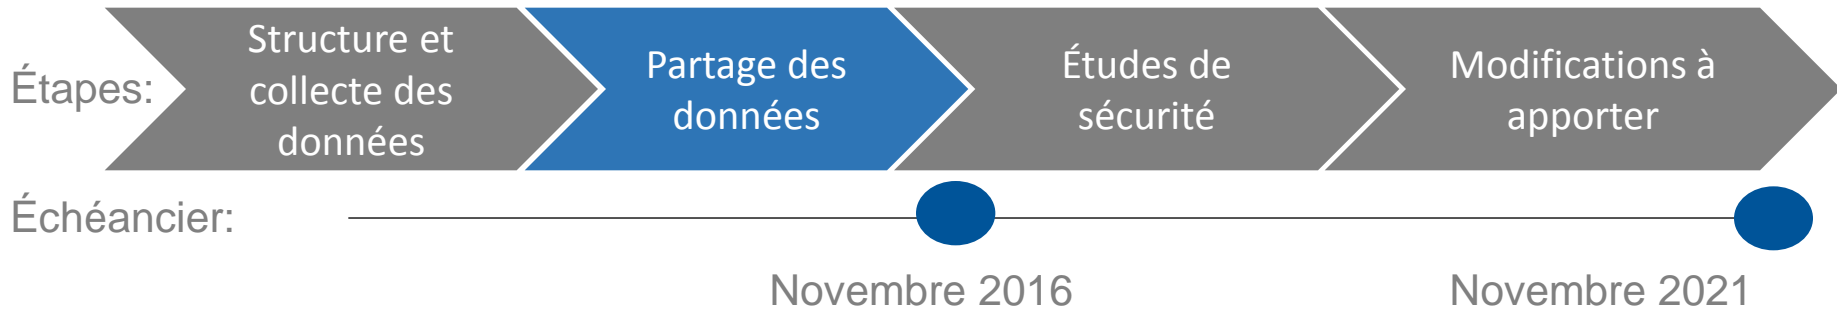 Étapes:
Structure et
collecte des
données
Partage des
données
Études de
sécurité
Modifications à
apporter
Échéancier:
Novembre 2016
Novembre 2021